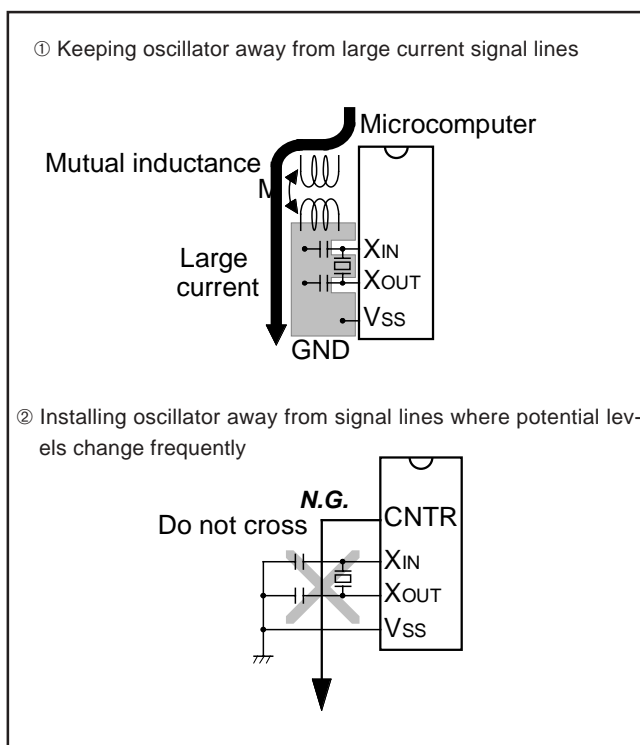 ① Keeping oscillator away from large current signal lines
Microcomputer
Mutual inductance
M
XIN
Large
current
XOUT
VSS
GND
② Installing oscillator away from signal lines where potential lev-
els change frequently
N.G.
CNTR
Do not cross
XIN
XOUT
VSS